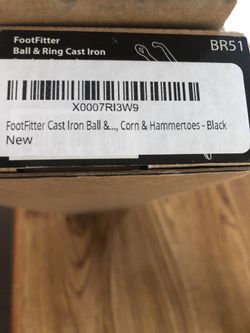 FootFitter
Ball & Ring Cast Iron
BR51
X0007RI3W9
FootFitter Cast Iron Ball &..., Corn & Hammertoes - Black
New